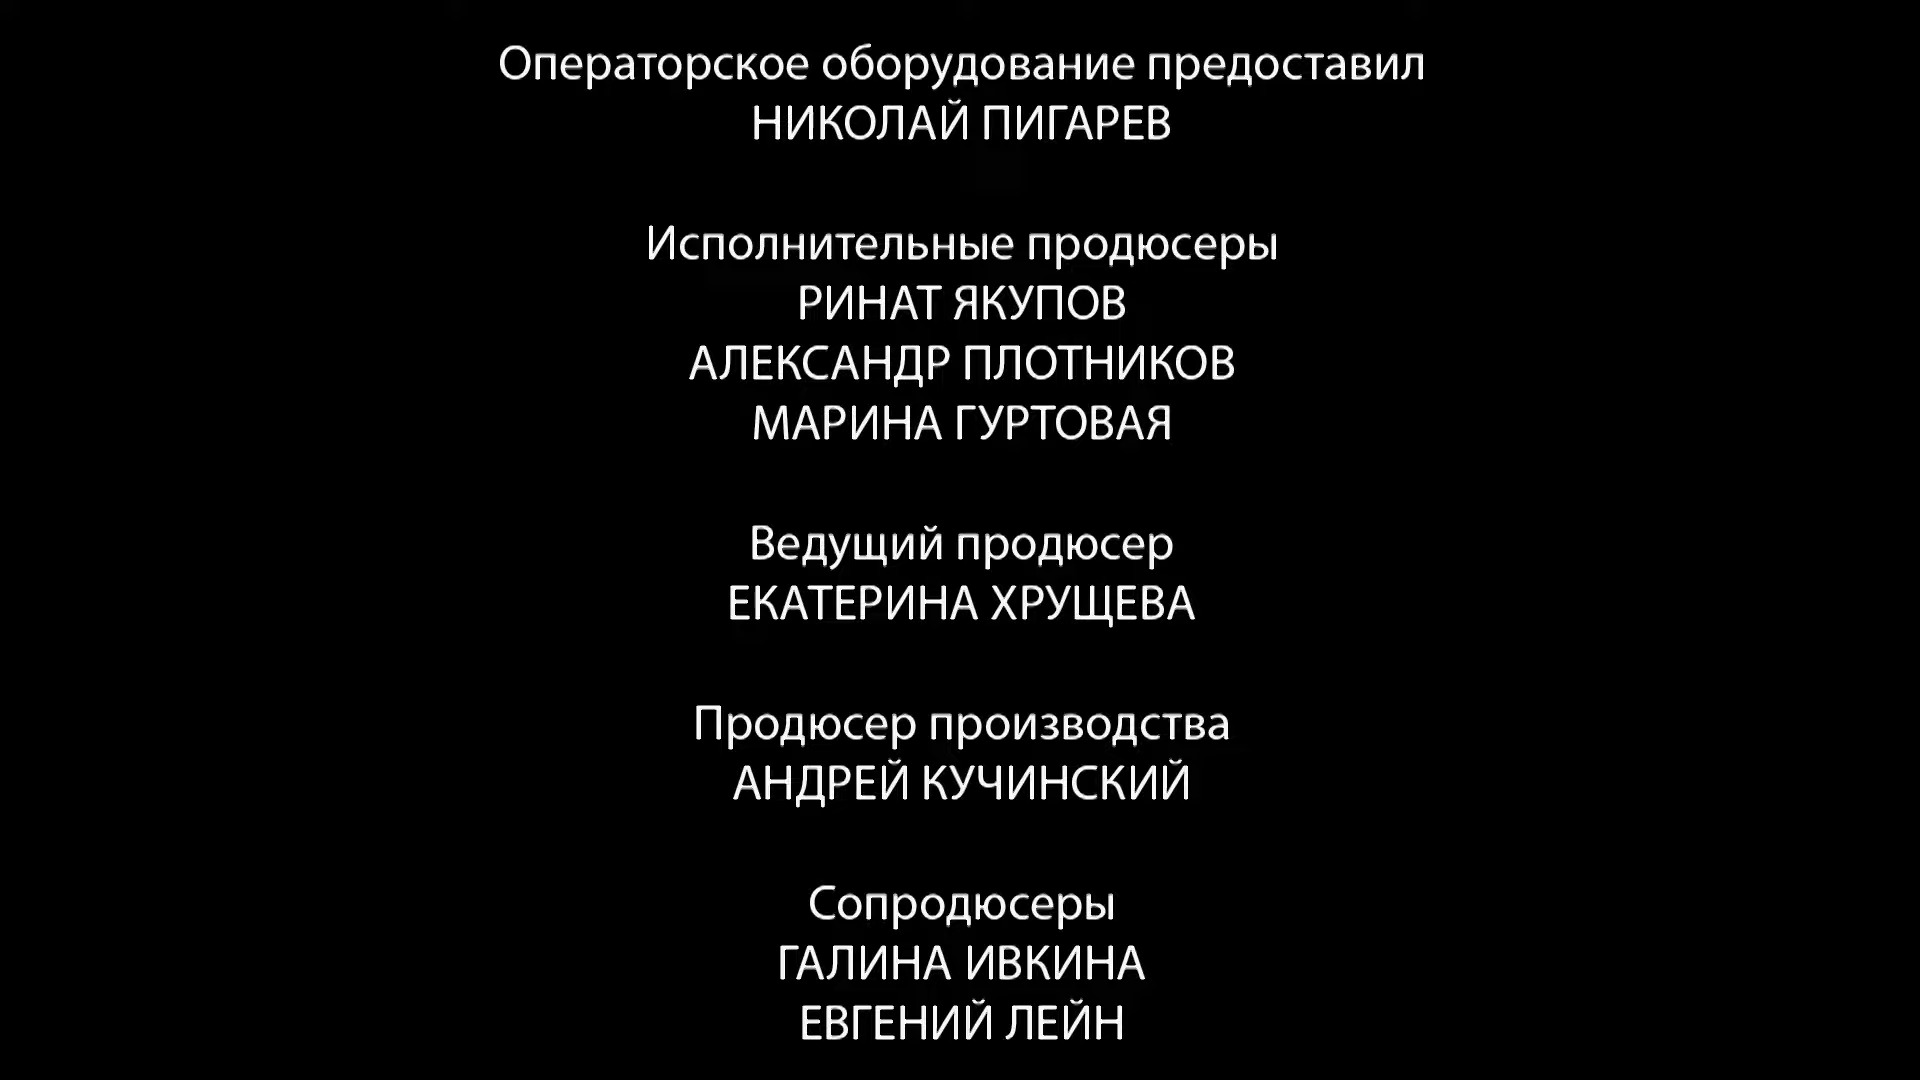 Операторское оборудование предоставил
НИКОЛАЙ ПИГАРЕВ
Исполнительные продюсеры
РИНАТ ЯКУПОВ
АЛЕКСАНДР ПЛОТНИКОВ
МАРИНА ГУРТОВАЯ
Ведущий продюсер
ЕКАТЕРИНА ХРУЩЕВА
Продюсер производства
АНДРЕЙ КУЧИНСКИЙ
Сопродюсеры
ГАЛИНА ИВКИНА
ЕВГЕНИЙ ЛЕЙН